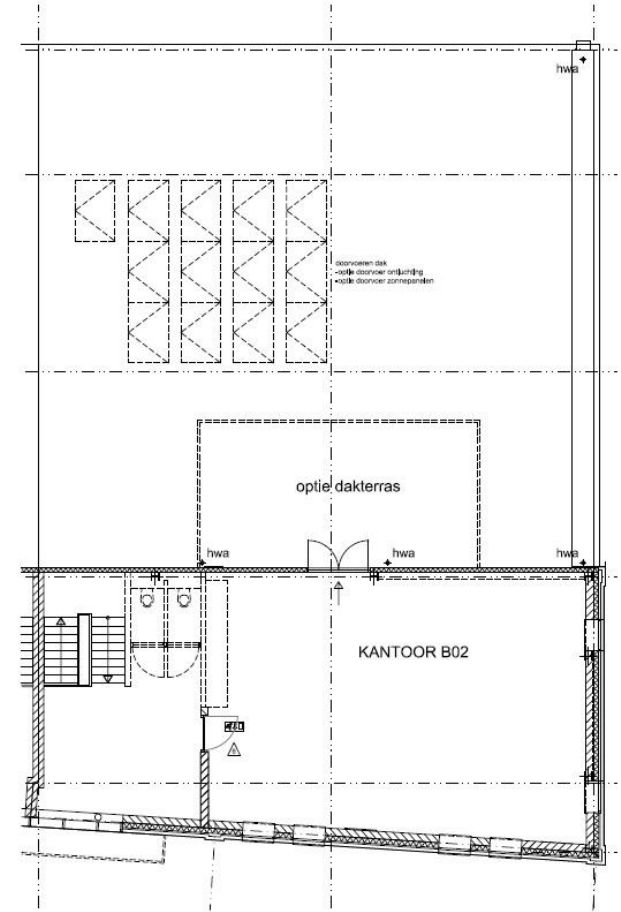 hwa
doorvoeren dak
-optie doorvoer ontluchting
-optie doorvoer zonnepanelen
optie dakterras
hwa
hwa
hwa
KANTOOR B02